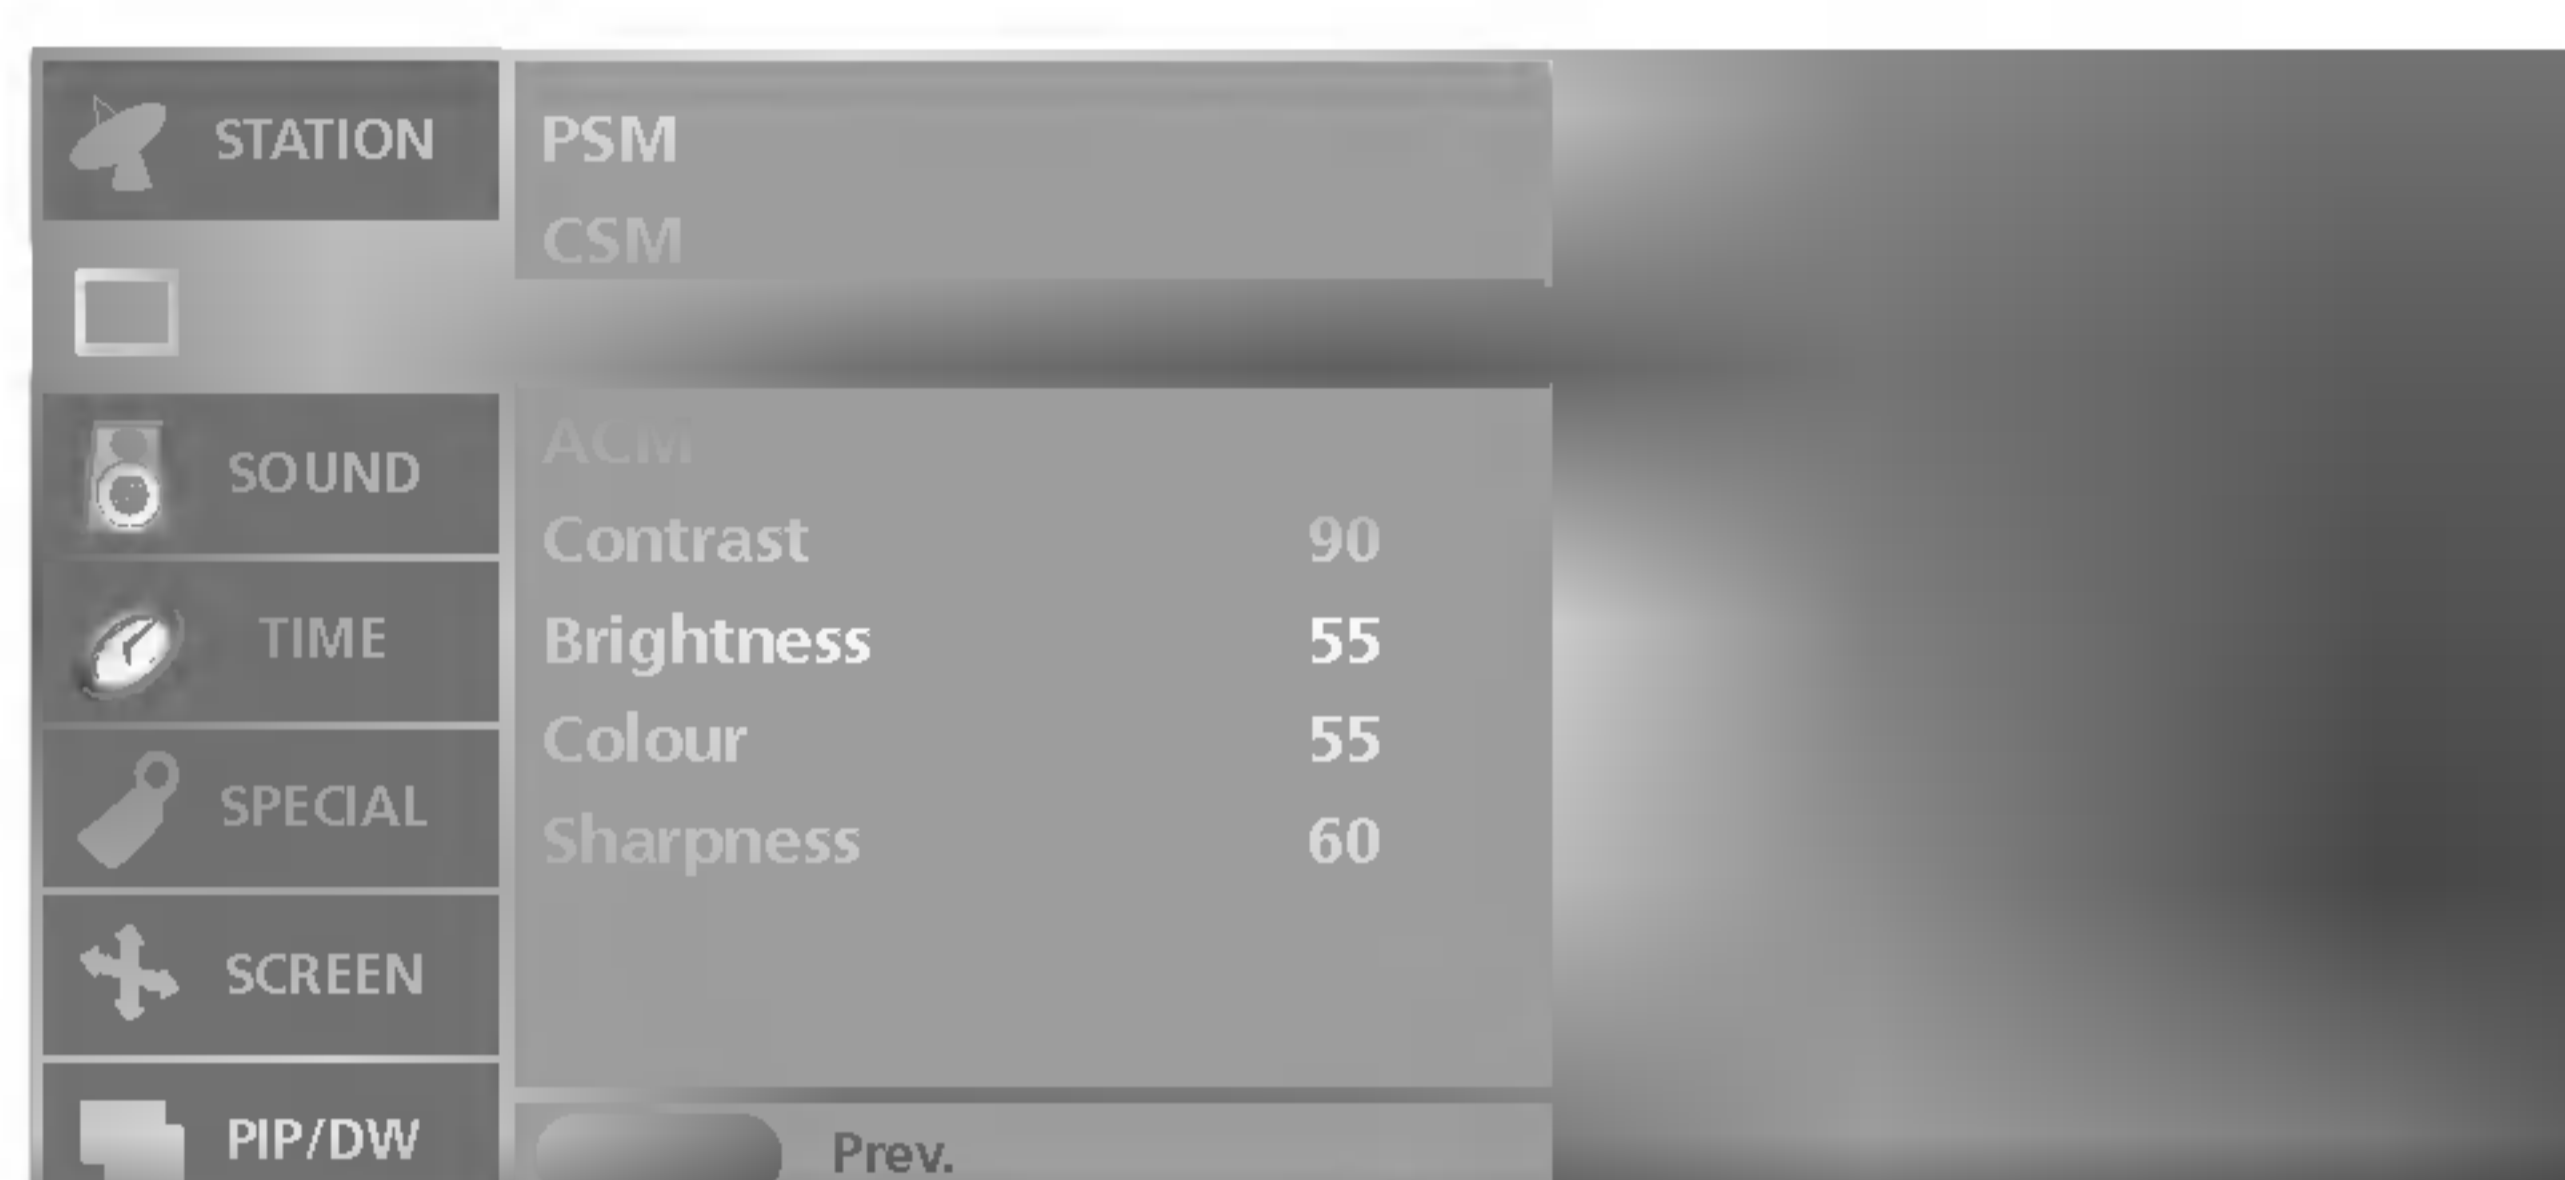 STATION
SOUND
TIME
SPECIAL
SCREEN
PIP/DW
PSM
CSM
ACM
Contrast 90
Brightness 55
Colour 55
Sharpness 60
Prev.